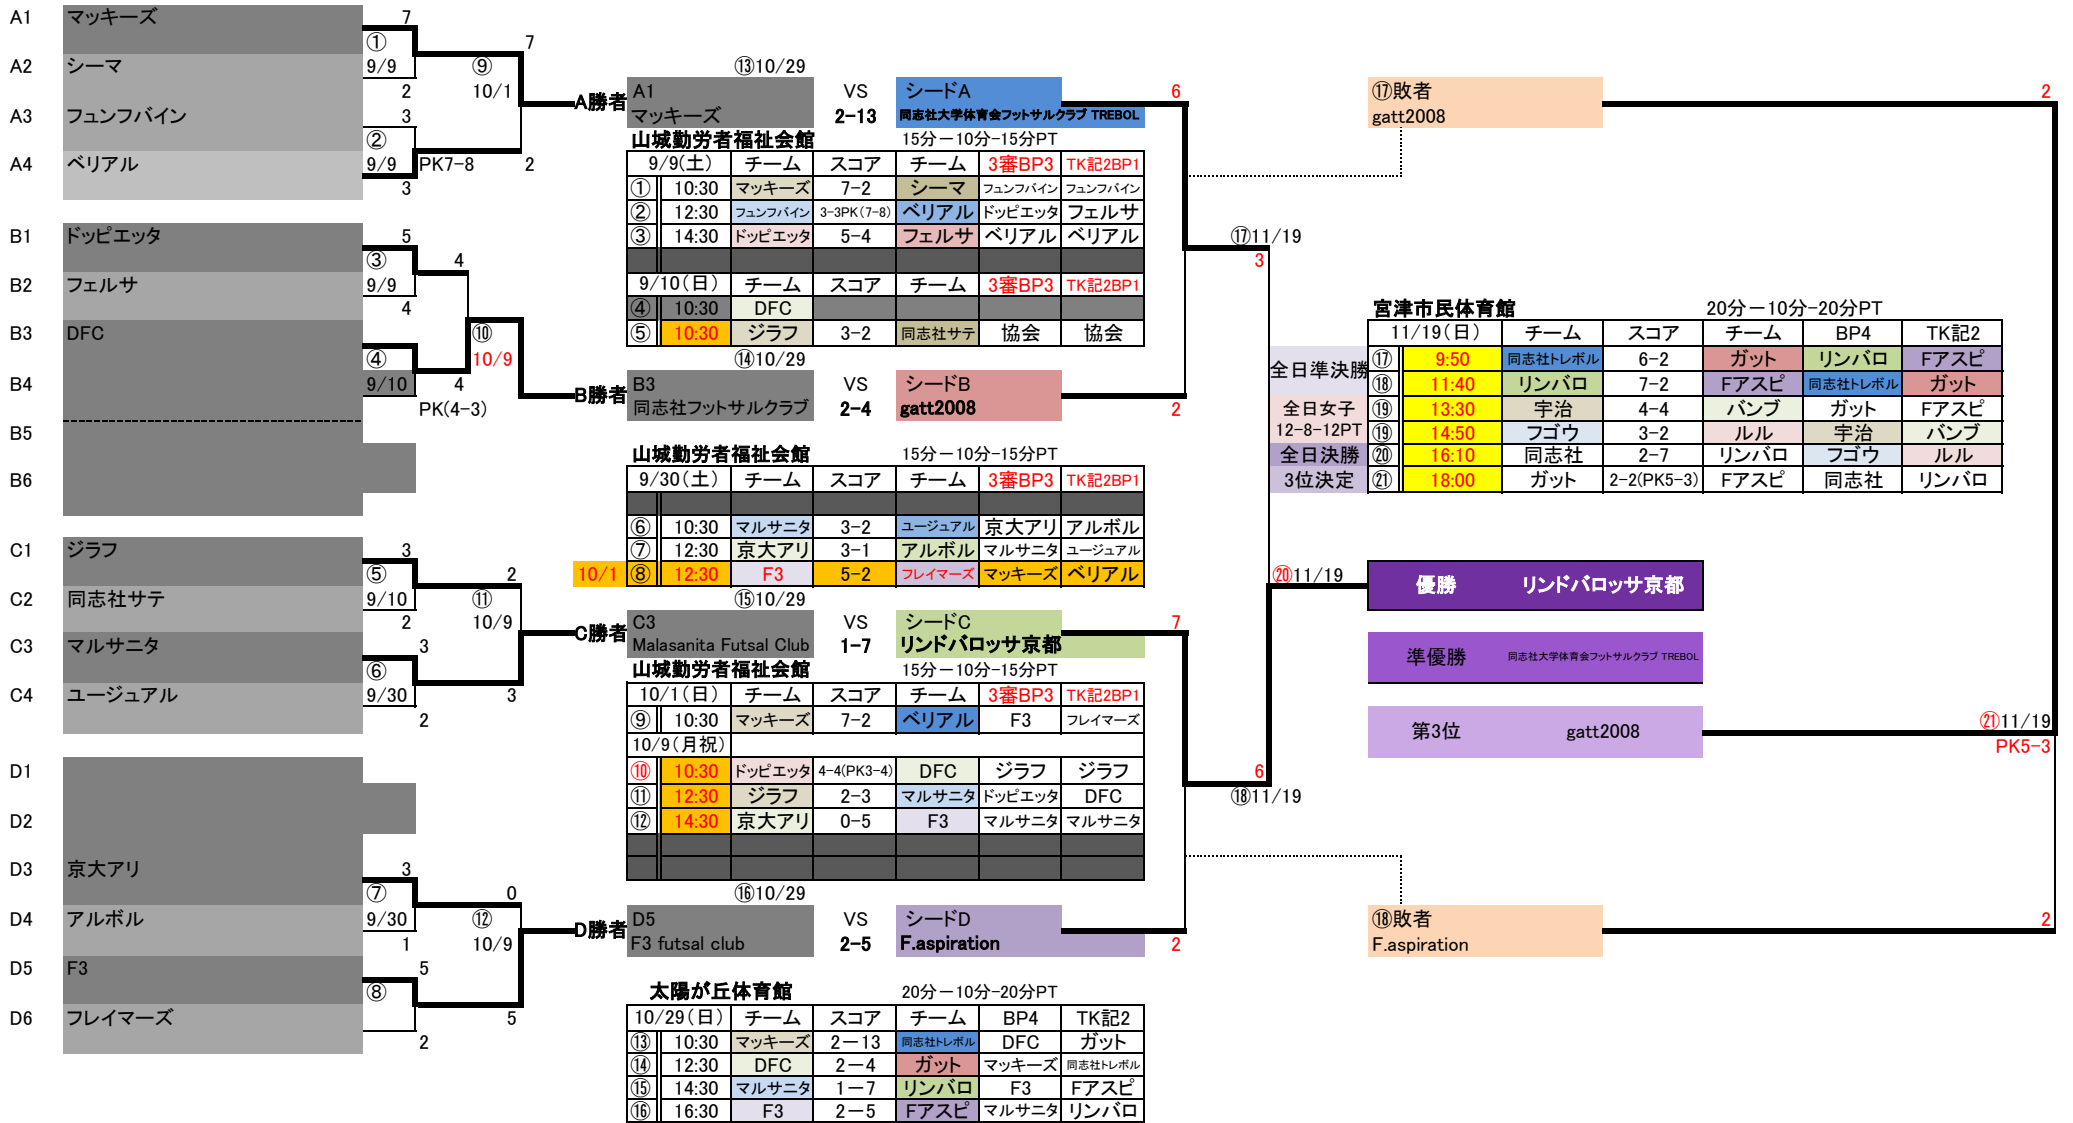 A1 マッキーズ 7
① 7
A2 シーマ 9/9 ⑨
2 10/1
A3 フュンフバイン 3
②
A4 ベリアル 9/9 PK7-8 2
3
B1 ドッピエッタ 5
③ 4
B2 フェルサ 9/9
4
B3 DFC ⑩
④ 10/9
B4 9/10 4
PK(4-3)
B5
B6
C1 ジラフ 3
⑤ 2
C2 同志社サテ 9/10 ⑪
2 10/9
C3 マルサニタ 3
⑥
C4 ユージュアル 9/30 3
2
D1
D2
D3 京大アリ 3
⑦ 0
D4 アルボル 9/30 ⑫
1 10/9
D5 F3 5
⑧
D6 フレイマーズ 5
2
⑬10/29
A勝者 A1 VS シードA 6
マッキーズ 2-13 同志社大学体育会フットサルクラブ TREBOL
山城勤労者福祉会館 15分ー10分-15分PT
9/9(土) チーム スコア チーム 3審BP3 TK記2BP1
① 10:30 マッキーズ 7-2 シーマ フュンフバイン フュンフバイン
② 12:30 フュンフバイン 3-3PK(7-8) ベリアル ドッピエッタ フェルサ
③ 14:30 ドッピエッタ 5-4 フェルサ ベリアル ベリアル
9/10(日) チーム スコア チーム 3審BP3 TK記2BP1
④ 10:30 DFC
⑤ 10:30 ジラフ 3-2 同志社サテ 協会 協会
⑭10/29
B勝者 B3 VS シードB
同志社フットサルクラブ 2-4 gatt2008 2
山城勤労者福祉会館 15分ー10分-15分PT
9/30(土) チーム スコア チーム 3審BP3 TK記2BP1
⑥ 10:30 マルサニタ 3-2 ユージュアル 京大アリ アルボル
⑦ 12:30 京大アリ 3-1 アルボル マルサニタ ユージュアル
10/1 ⑧ 12:30 F3 5-2 フレイマーズ マッキーズ ベリアル
⑮10/29
C勝者 C3 VS シードC 7
Malasanita Futsal Club 1-7 リンドバロッサ京都
山城勤労者福祉会館 15分ー10分-15分PT
10/1(日) チーム スコア チーム 3審BP3 TK記2BP1
⑨ 10:30 マッキーズ 7-2 ベリアル F3 フレイマーズ
10/9(月祝)
⑩ 10:30 ドッピエッタ 4-4(PK3-4) DFC ジラフ ジラフ
⑪ 12:30 ジラフ 2-3 マルサニタ ドッピエッタ DFC
⑫ 14:30 京大アリ 0-5 F3 マルサニタ マルサニタ
⑯10/29
D勝者 D5 VS シードD
F3 futsal club 2-5 F.aspiration 2
太陽が丘体育館 20分ー10分-20分PT
10/29(日) チーム スコア チーム BP4 TK記2
⑬ 10:30 マッキーズ 2ー13 同志社トレボル DFC ガット
⑭ 12:30 DFC 2ー4 ガット マッキーズ 同志社トレボル
⑮ 14:30 マルサニタ 1ー7 リンバロ F3 Fアスピ
⑯ 16:30 F3 2ー5 Fアスピ マルサニタ リンバロ
⑰敗者 2
gatt2008
⑰11/19
3
宮津市民体育館 20分ー10分-20分PT
11/19(日) チーム スコア チーム BP4 TK記2
全日準決勝 ⑰ 9:50 同志社トレボル 6-2 ガット リンバロ Fアスピ
⑱ 11:40 リンバロ 7-2 Fアスピ 同志社トレボル ガット
全日女子 ⑲ 13:30 宇治 4-4 バンブ ガット Fアスピ
12-8-12PT ⑲ 14:50 フゴウ 3-2 ルル 宇治 バンブ
全日決勝 ⑳ 16:10 同志社 2-7 リンバロ フゴウ ルル
3位決定 ㉑ 18:00 ガット 2-2(PK5-3) Fアスピ 同志社 リンバロ
⑳11/19 優勝 リンドバロッサ京都
準優勝 同志社大学体育会フットサルクラブ TREBOL
第3位 gatt2008 ㉑11/19
PK5-3
6
⑱11/19
⑱敗者 2
F.aspiration